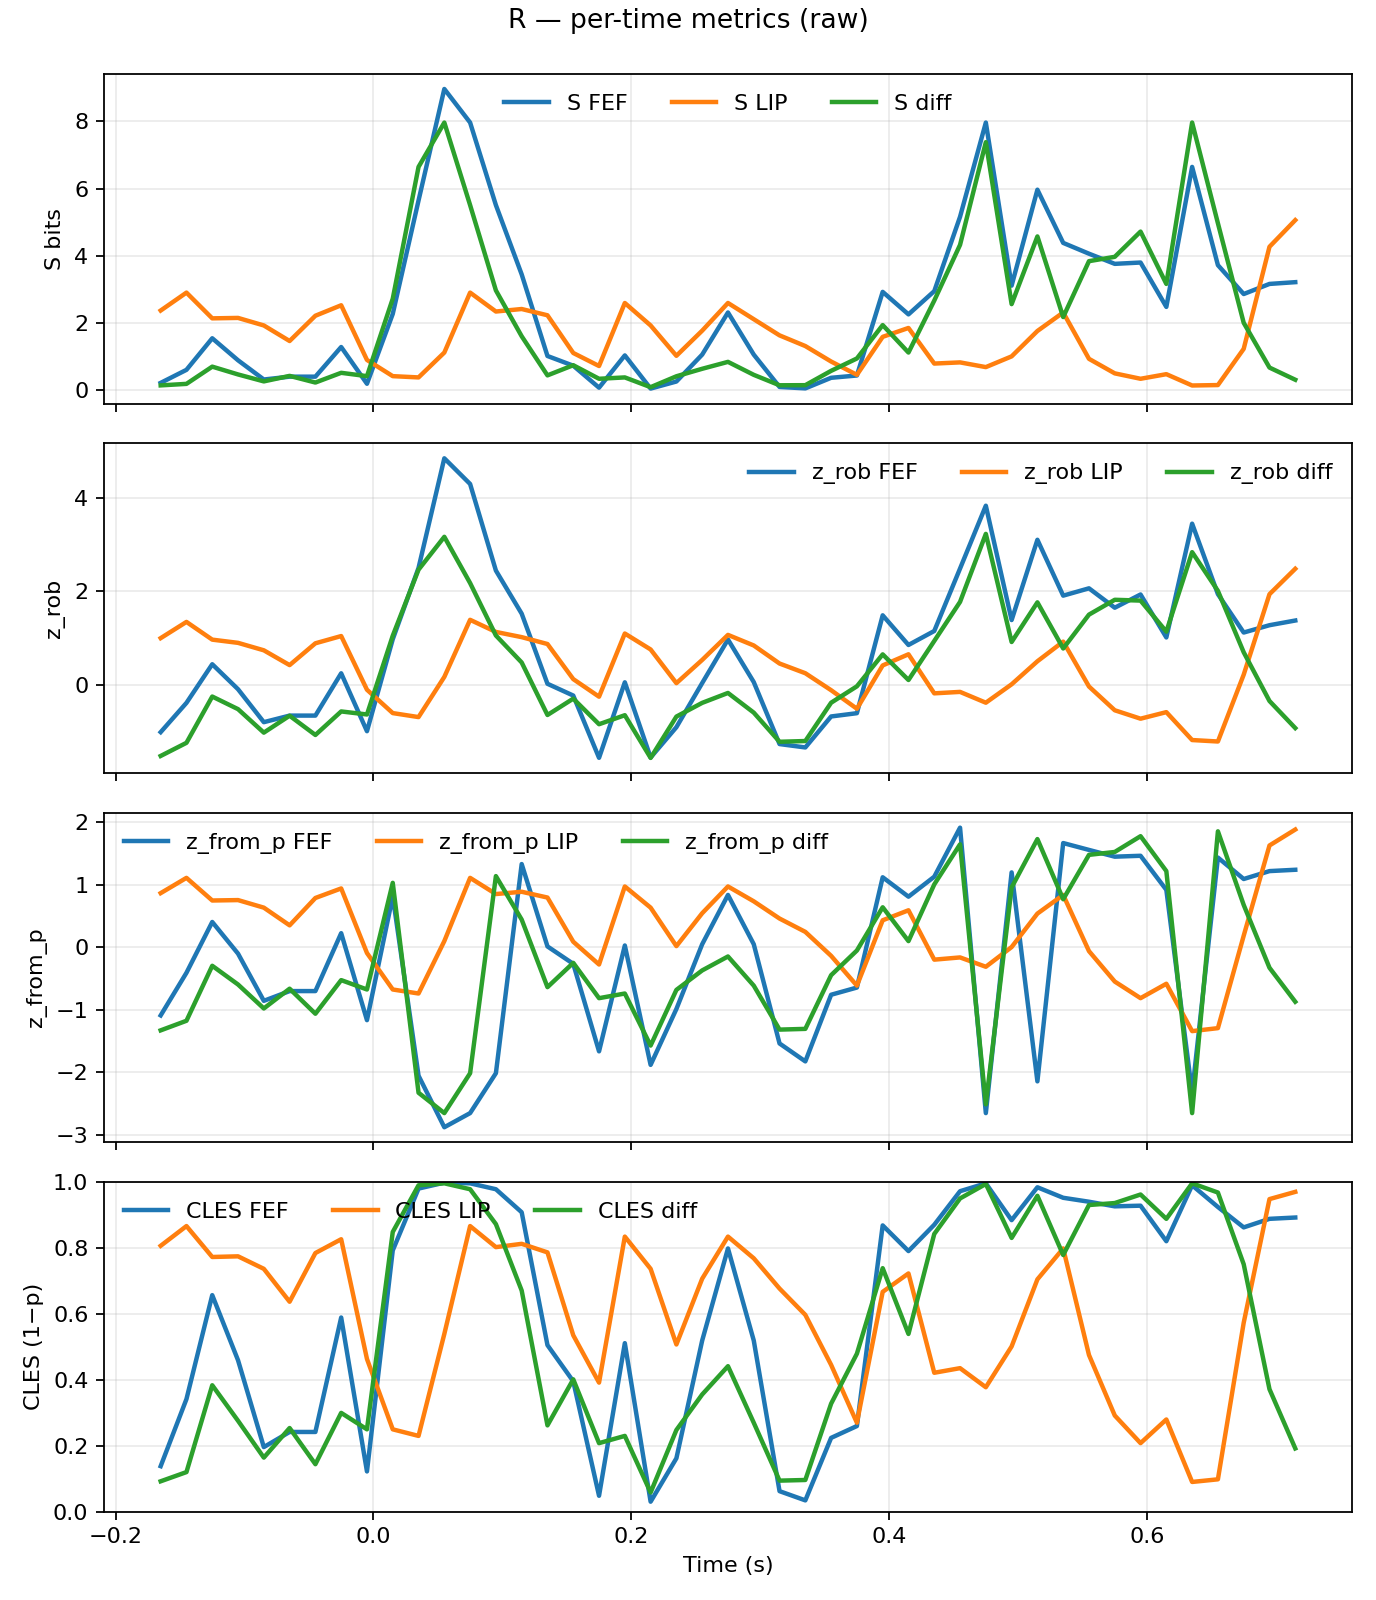 R — per-time metrics (raw)
S FEF S LIP S diff
8
6
4
2
0
S bits
z_rob FEF z_rob LIP z_rob diff
4
2
0
z_rob
2
z_from_p FEF z_from_p LIP z_from_p diff
1
0
−1
−2
−3
z_from_p
1.0
CLES FEF CLES LIP CLES diff
0.8
0.6
0.4
0.2
0.0
CLES (1−p)
−0.2 0.0 0.2 0.4 0.6
Time (s)